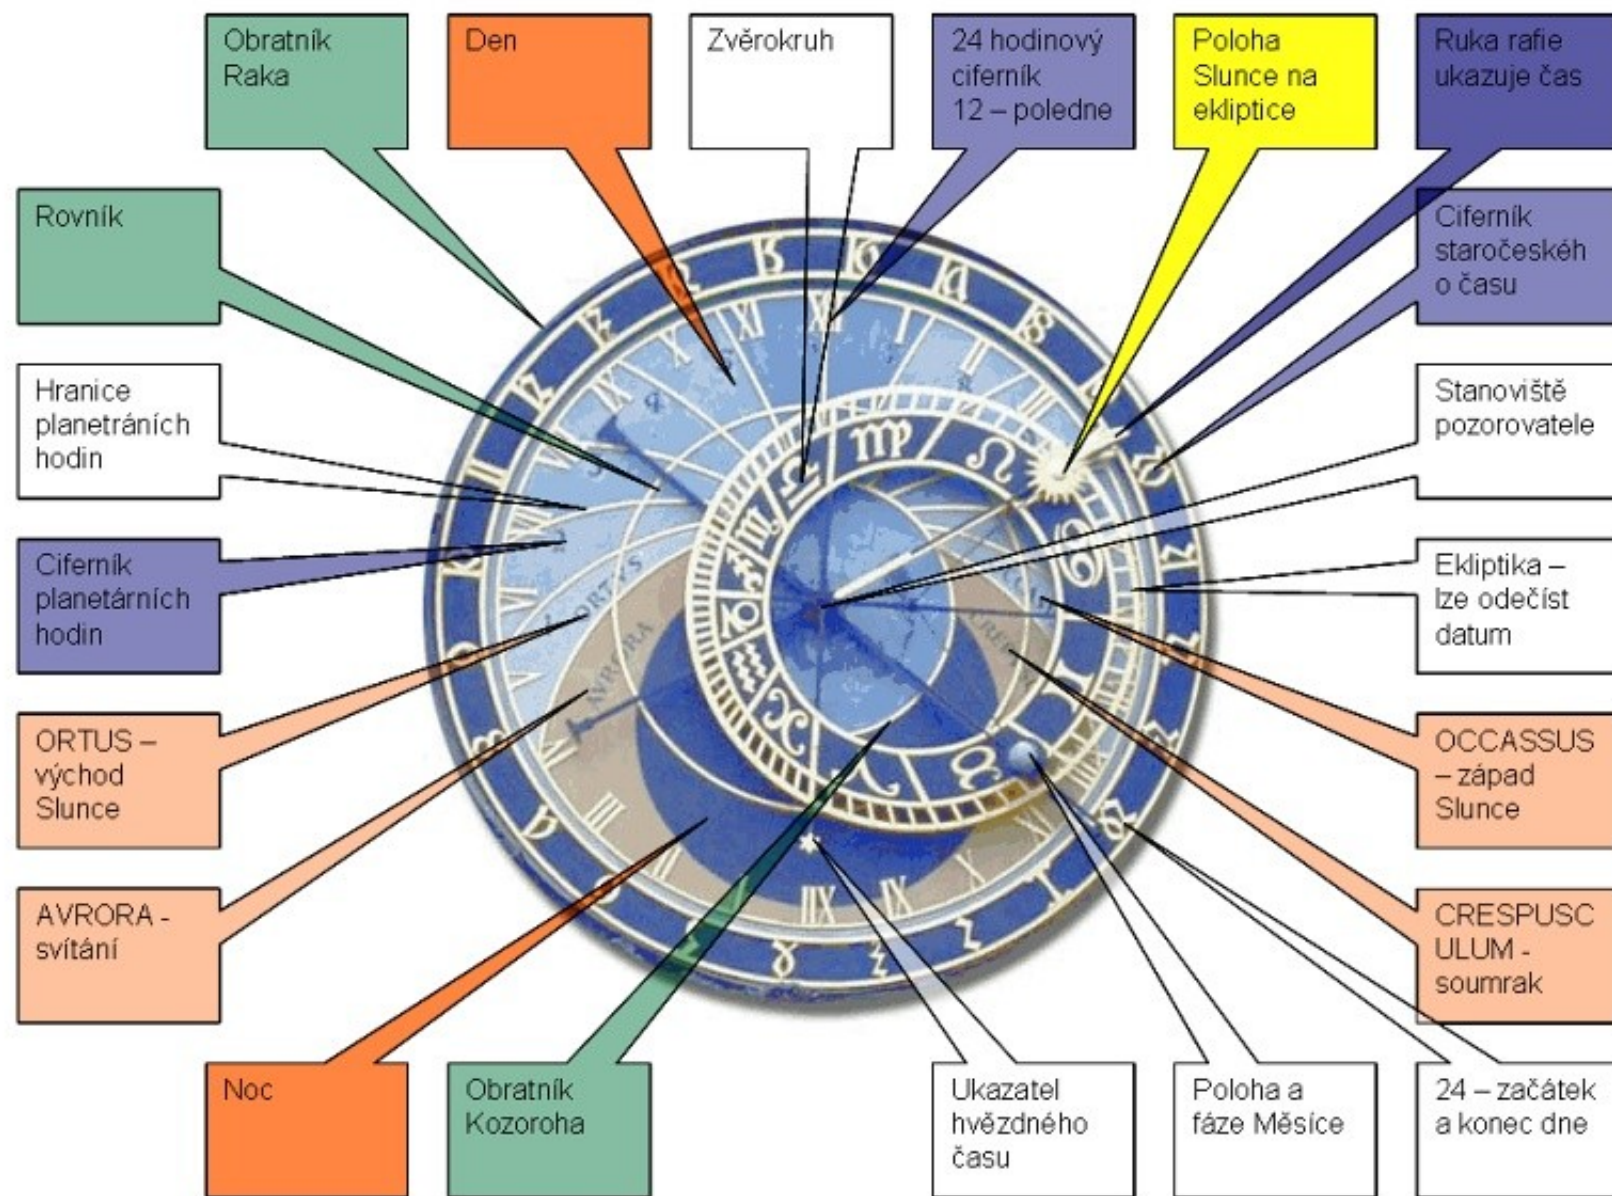 Obratník
Raka
Den
Zvěrokruh
24 hodinový
ciferník
12 – poledne
Poloha
Slunce na
ekliptice
Ruka rafie
ukazuje čas
Rovník
Ciferník
staročeskéh
o času
Hranice
planetráních
hodin
Stanoviště
pozorovatele
Ciferník
planetárních
hodin
Ekliptika –
lze odečíst
datum
ORTUS –
východ
Slunce
OCCASSUS
– západ
Slunce
AVRORA -
svítání
CRESPUSC
ULUM -
soumrak
Noc
Obratník
Kozoroha
Ukazatel
hvězdného
času
Poloha a
fáze Měsíce
24 – začátek
a konec dne
ORTVS
AVRORA